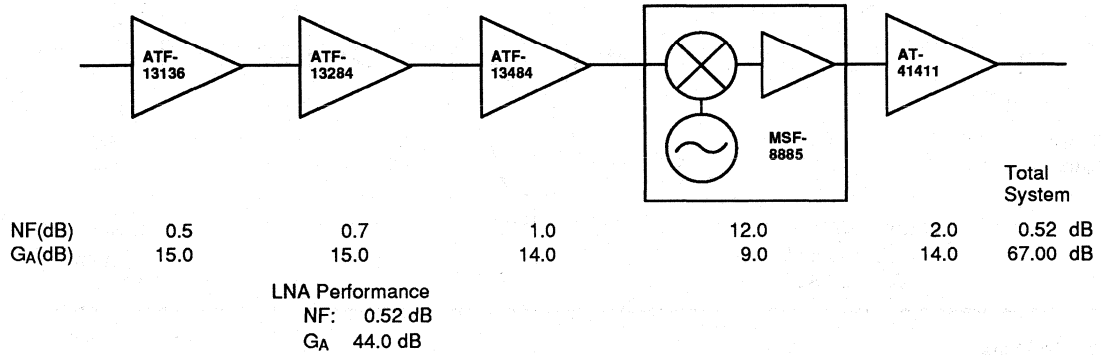 ATF-
13136
ATF-
13284
ATF-
13484
MSF-
8885
AT-
41411
Total
System
NF(dB) 0.5 0.7 1.0 12.0 2.0 0.52 dB
GA(dB) 15.0 15.0 14.0 9.0 14.0 67.00 dB
LNA Performance
NF: 0.52 dB
GA 44.0 dB